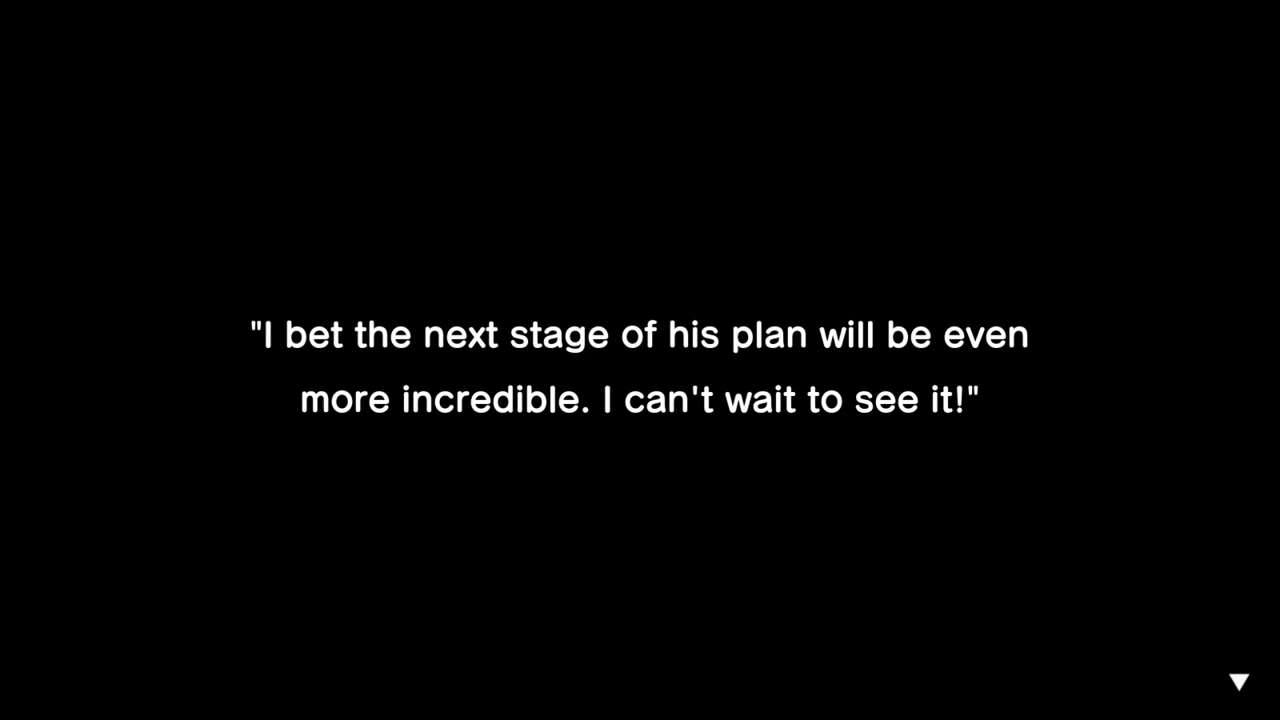 "I bet the next stage of his plan will be even
more incredible. I can't wait to see it!"